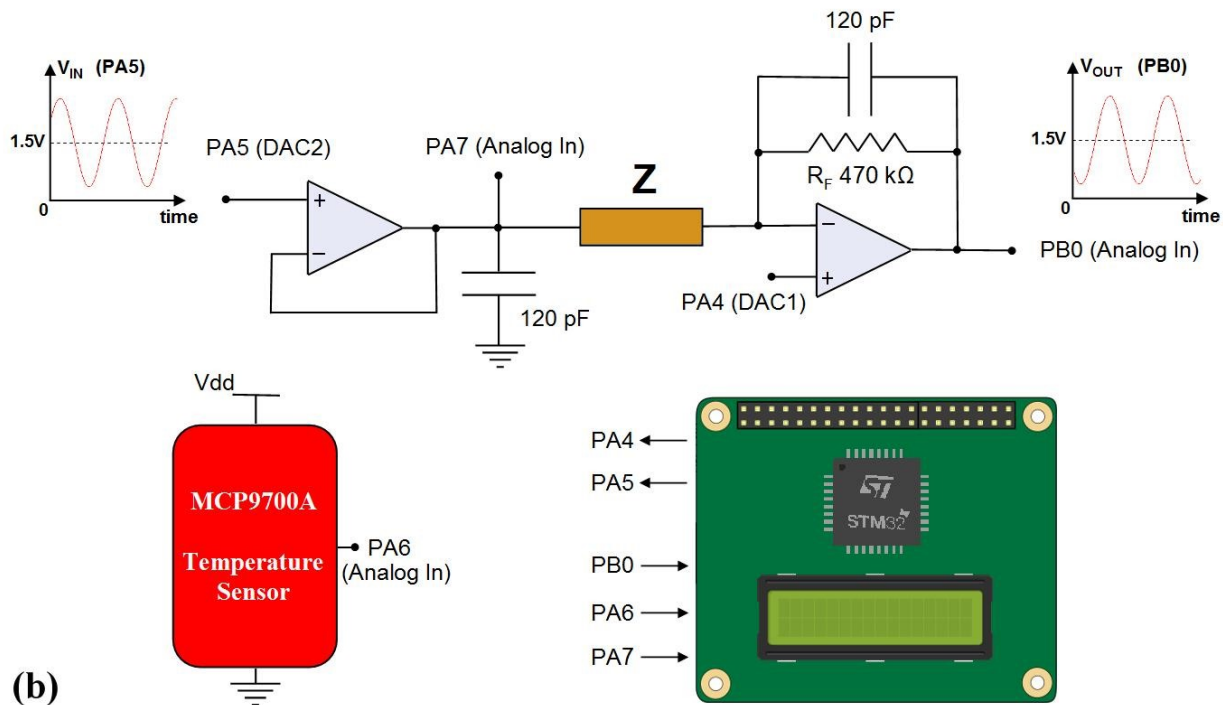 120 pF
V_IN (PA5)
1.5V
0
time
PA5 (DAC2)
PA7 (Analog In)
+
−
120 pF
Z
R_F 470 kΩ
−
+
PA4 (DAC1)
PB0 (Analog In)
V_OUT (PB0)
1.5V
0
time
Vdd
MCP9700A
Temperature
Sensor
PA6
(Analog In)
PA4
PA5
PB0
PA6
PA7
ST
STM32
(b)